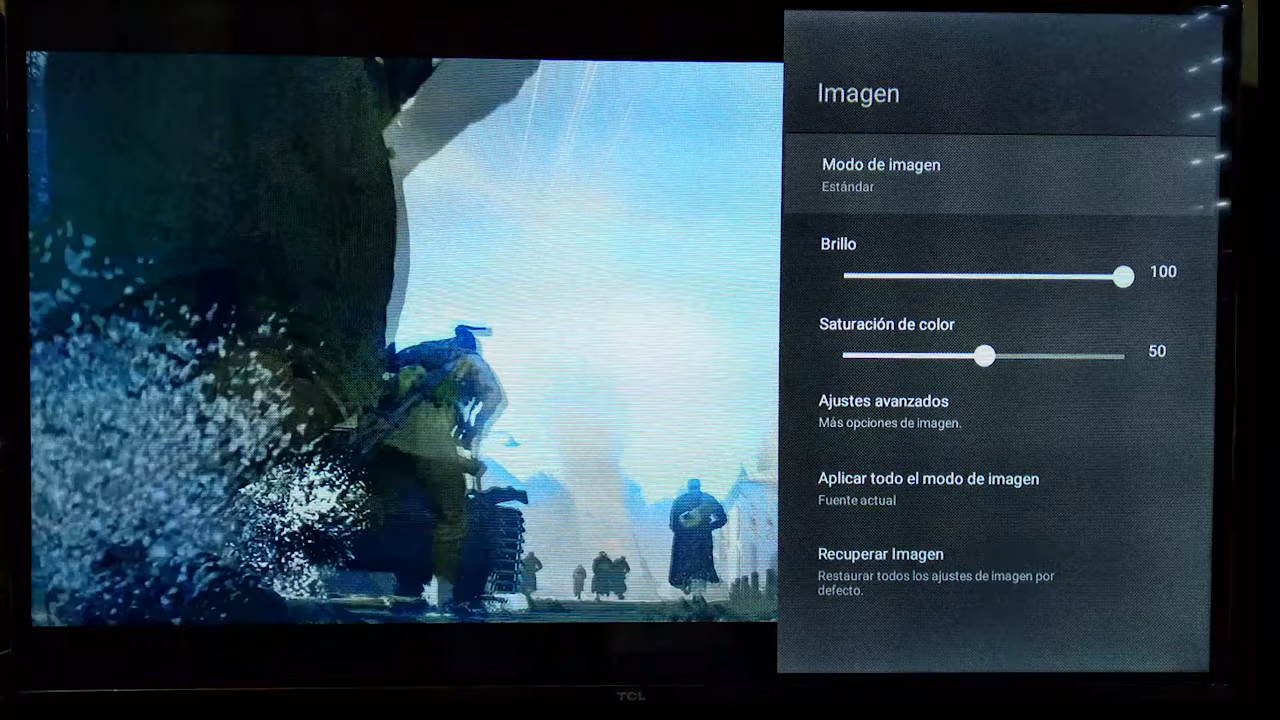 Imagen
Modo de imagen
Estándar
Brillo
100
Saturación de color
50
Ajustes avanzados
Más opciones de imagen.
Aplicar todo el modo de imagen
Fuente actual
Recuperar Imagen
Restaurar todos los ajustes de imagen por
defecto.
TCL